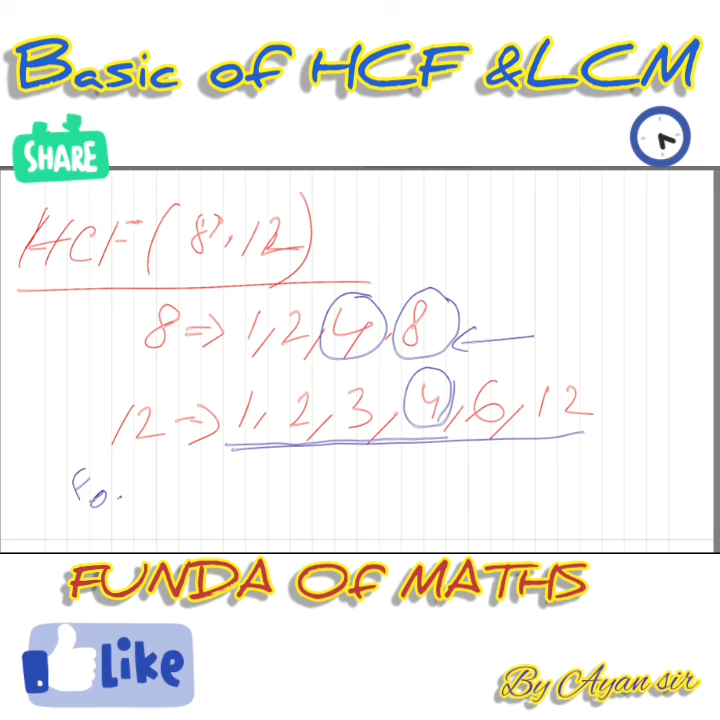 Basic of HCF &LCM
SHARE
HCF(8,12)
8=>1,2,4,8
12=>1,2,3,4,6,12
Fo.
FUNDA OF MATHS
Like
By Ayan sir